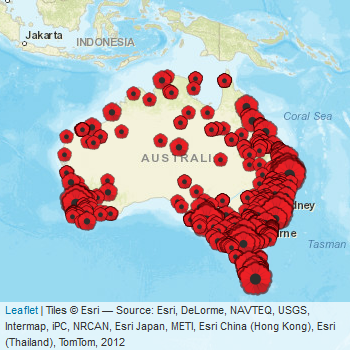 Jakarta
INDONESIA
Coral Sea
AUSTRALI
dney
rne
Tasman
Leaflet | Tiles © Esri — Source: Esri, DeLorme, NAVTEQ, USGS,
Intermap, iPC, NRCAN, Esri Japan, METI, Esri China (Hong Kong), Esri
(Thailand), TomTom, 2012